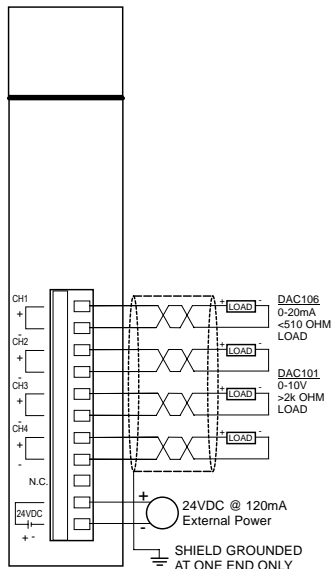 CH1
+
-
CH2
+
-
CH3
+
-
CH4
+
-
N.C.
24VDC
+ -
+ LOAD -
+ LOAD -
+ LOAD -
+ LOAD -
DAC106
0-20mA
<510 OHM
LOAD
DAC101
0-10V
>2k OHM
LOAD
+
-
24VDC @ 120mA
External Power
SHIELD GROUNDED
AT ONE END ONLY